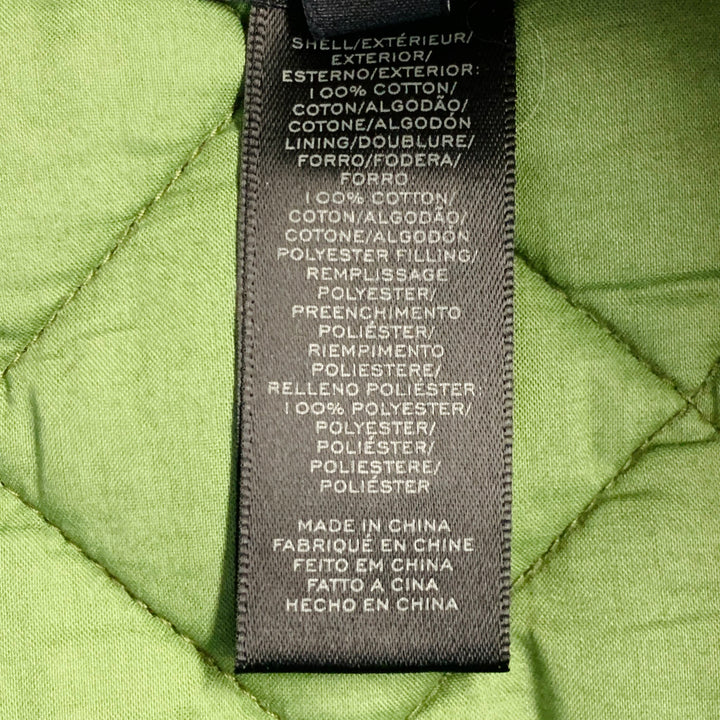 SHELL/EXTÉRIEUR/
EXTERIOR/
ESTERNO/EXTERIOR:
100% COTTON/
COTON/ALGODÃO/
COTONE/ALGODÓN
LINING/DOUBLURE/
FORRO/FODERA/
FORRO
100% COTTON/
COTON/ALGODÃO/
COTONE/ALGODÓN
POLYESTER FILLING/
REMPLISSAGE
POLYESTER/
PREENCHIMENTO
POLIÉSTER/
RIEMPIMENTO
POLIESTERE/
RELLENO POLIÉSTER:
100% POLYESTER/
POLYESTER/
POLIÉSTER/
POLIESTERE/
POLIÉSTER
MADE IN CHINA
FABRIQUÉ EN CHINE
FEITO EM CHINA
FATTO A CINA
HECHO EN CHINA